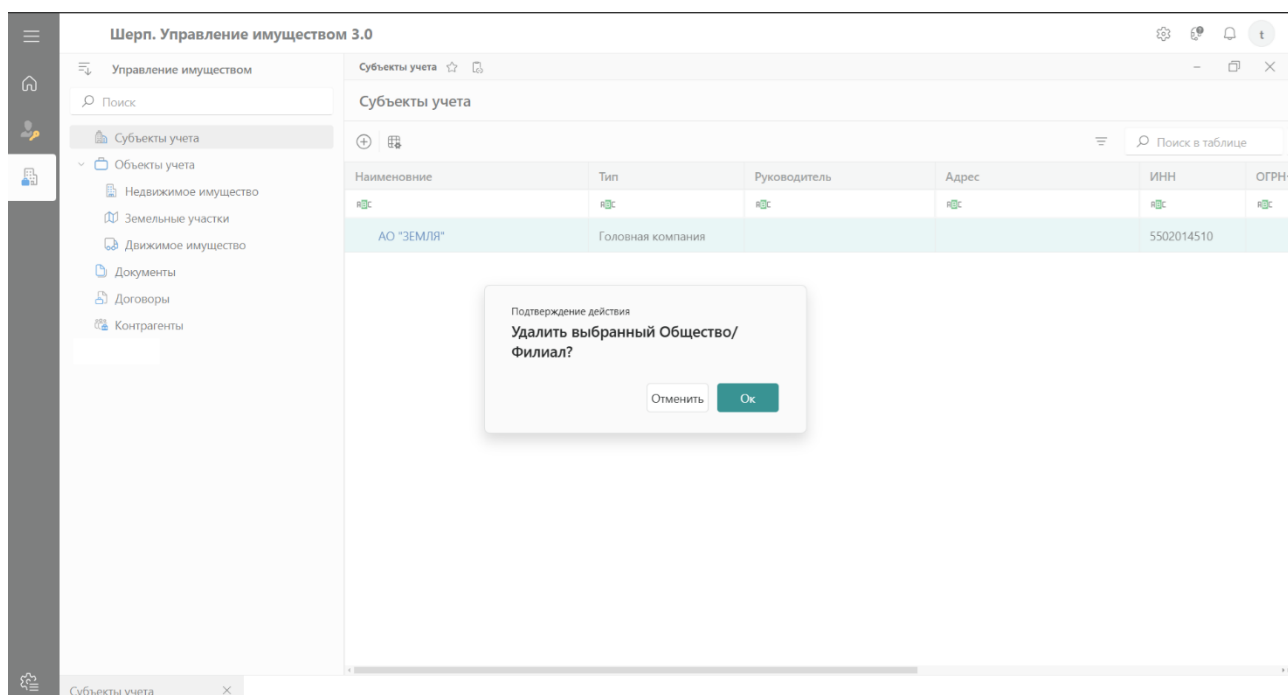 Шерп. Управление имуществом 3.0
t
Управление имуществом
Поиск
Субъекты учета
Объекты учета
Недвижимое имущество
Земельные участки
Движимое имущество
Документы
Договоры
Контрагенты
Субъекты учета
Субъекты учета
Поиск в таблице
Наименовние Тип Руководитель Адрес ИНН ОГРН
АО "ЗЕМЛЯ" Головная компания 5502014510
Подтверждение действия
Удалить выбранный Общество/
Филиал?
Отменить Ок
Субъекты учета